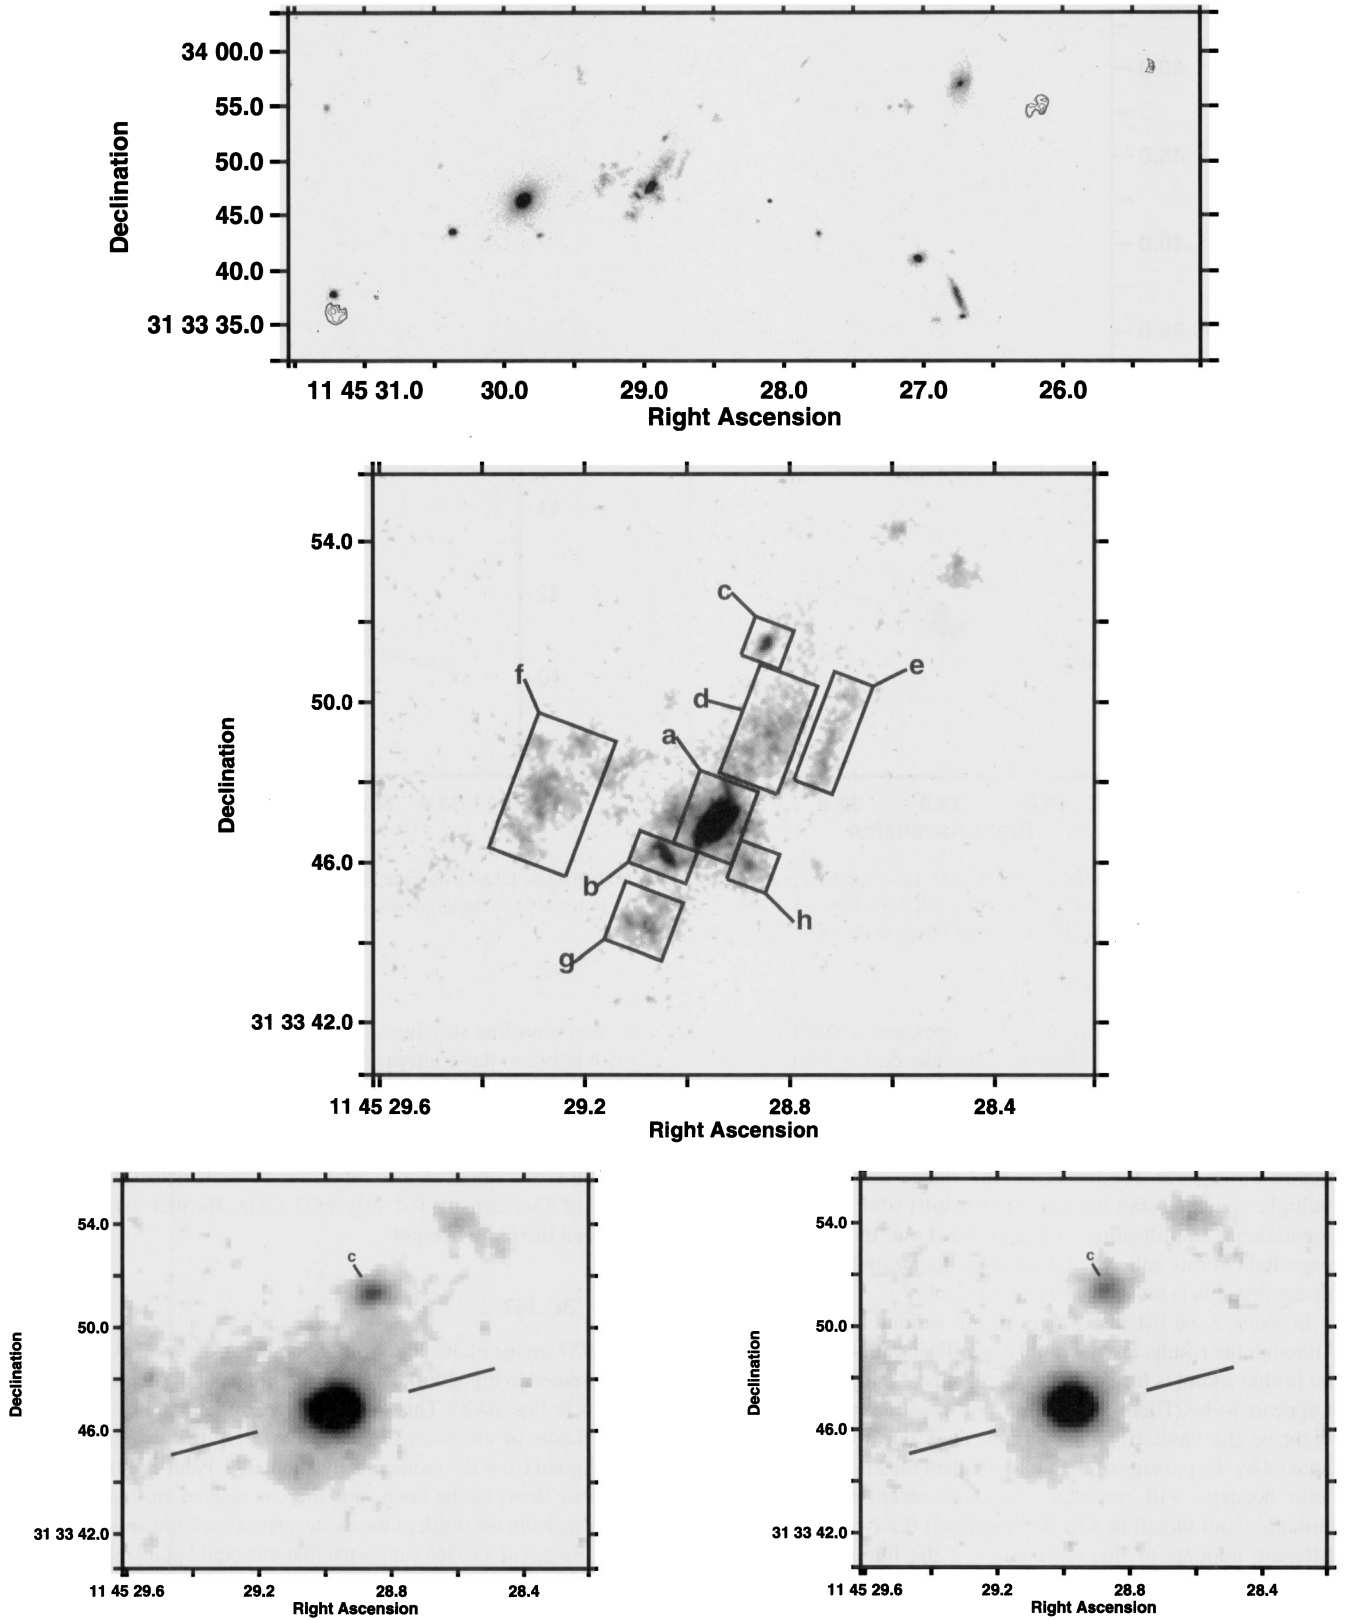 34 00.0
55.0
50.0
45.0
40.0
31 33 35.0
Declination
11 45 31.0 30.0 29.0 28.0 27.0 26.0
Right Ascension
54.0
50.0
46.0
31 33 42.0
Declination
c
e
f
d
a
b
h
g
11 45 29.6 29.2 28.8 28.4
Right Ascension
54.0
50.0
46.0
31 33 42.0
Declination
c
11 45 29.6 29.2 28.8 28.4
Right Ascension
54.0
50.0
46.0
31 33 42.0
Declination
c
11 45 29.6 29.2 28.8 28.4
Right Ascension